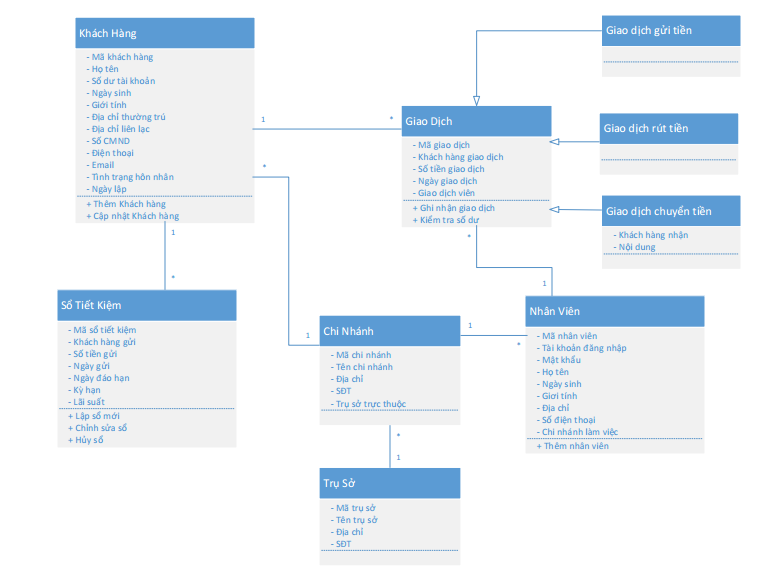 Khách Hàng
- Mã khách hàng
- Họ tên
- Số dư tài khoản
- Ngày sinh
- Giới tính
- Địa chỉ thường trú
- Địa chỉ liên lạc
- Số CMND
- Điện thoại
- Email
- Tình trạng hôn nhân
- Ngày lập
+ Thêm Khách hàng
+ Cập nhật Khách hàng
1
*
*
1
*
Giao Dịch
- Mã giao dịch
- Khách hàng giao dịch
- Số tiền giao dịch
- Ngày giao dịch
- Giao dịch viên
+ Ghi nhận giao dịch
+ Kiểm tra số dư
*
1
Giao dịch gửi tiền
Giao dịch rút tiền
Giao dịch chuyển tiền
- Khách hàng nhận
- Nội dung
Sổ Tiết Kiệm
- Mã sổ tiết kiệm
- Khách hàng gửi
- Số tiền gửi
- Ngày gửi
- Ngày đáo hạn
- Kỳ hạn
- Lãi suất
+ Lập sổ mới
+ Chỉnh sửa sổ
+ Hủy sổ
1
Chi Nhánh
- Mã chi nhánh
- Tên chi nhánh
- Địa chỉ
- SĐT
- Trụ sở trực thuộc
1
*
Nhân Viên
- Mã nhân viên
- Tài khoản đăng nhập
- Mật khẩu
- Họ tên
- Ngày sinh
- Giơi tính
- Địa chỉ
- Số điện thoại
- Chi nhánh làm việc
+ Thêm nhân viên
*
1
Trụ Sở
- Mã trụ sở
- Tên trụ sở
- Địa chỉ
- SĐT